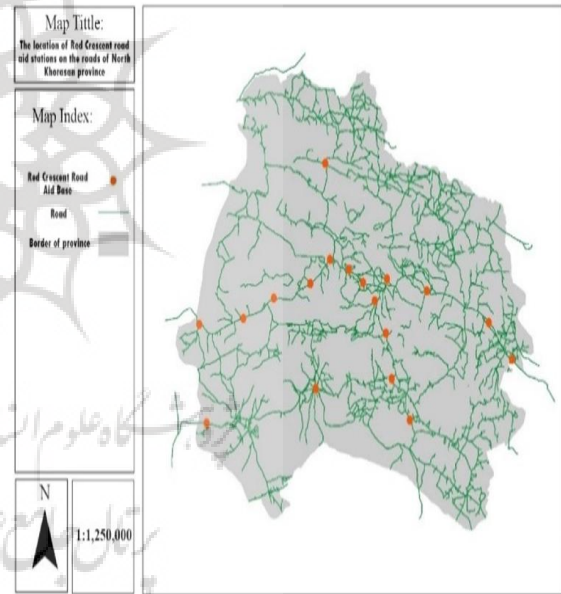 Map Tittle:
The location of Red Crescent road
aid stations on the roads of North
Khorasan province
Map Index:
Red Crescent Road
Aid Base
Road
Border of province
N
1:1,250,000